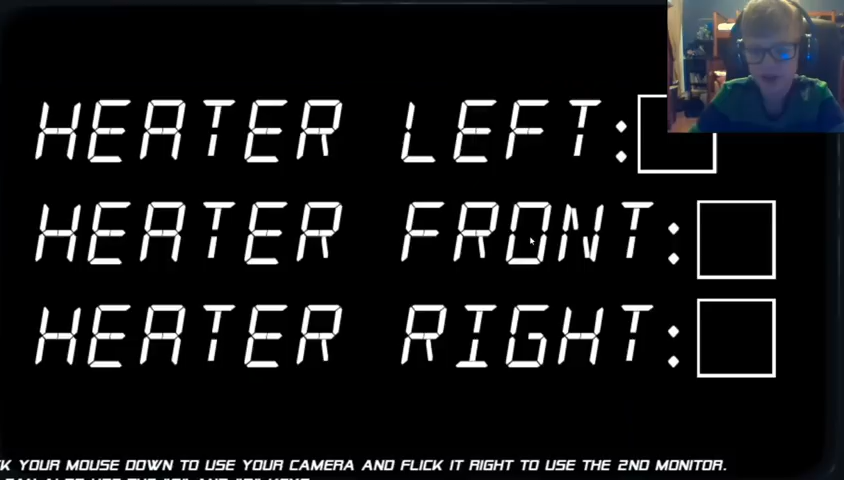 HEATER LEFT:
HEATER FRONT:
HEATER RIGHT:
K YOUR MOUSE DOWN TO USE YOUR CAMERA AND FLICK IT RIGHT TO USE THE 2ND MONITOR.